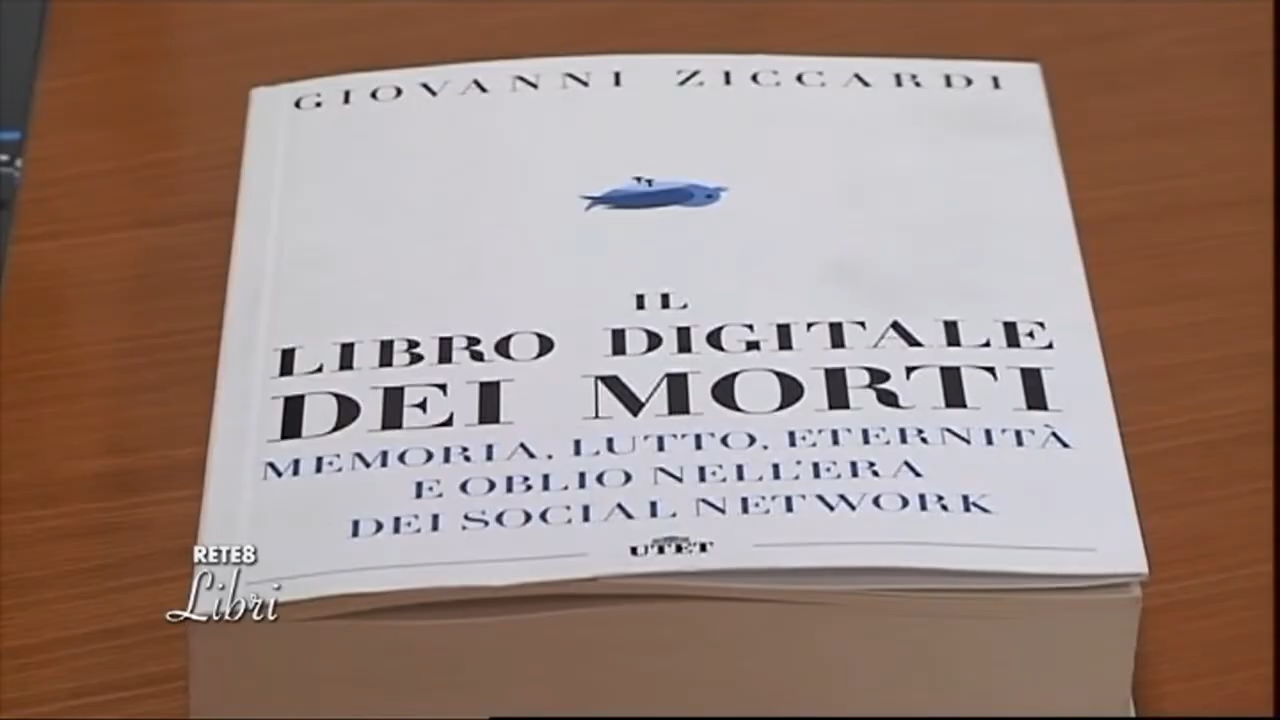 GIOVANNI ZICCARDI
IL
LIBRO DIGITALE
DEI MORTI
MEMORIA, LUTTO, ETERNITÀ
E OBLIO NELL'ERA
DEI SOCIAL NETWORK
UTET
RETE8
Libri